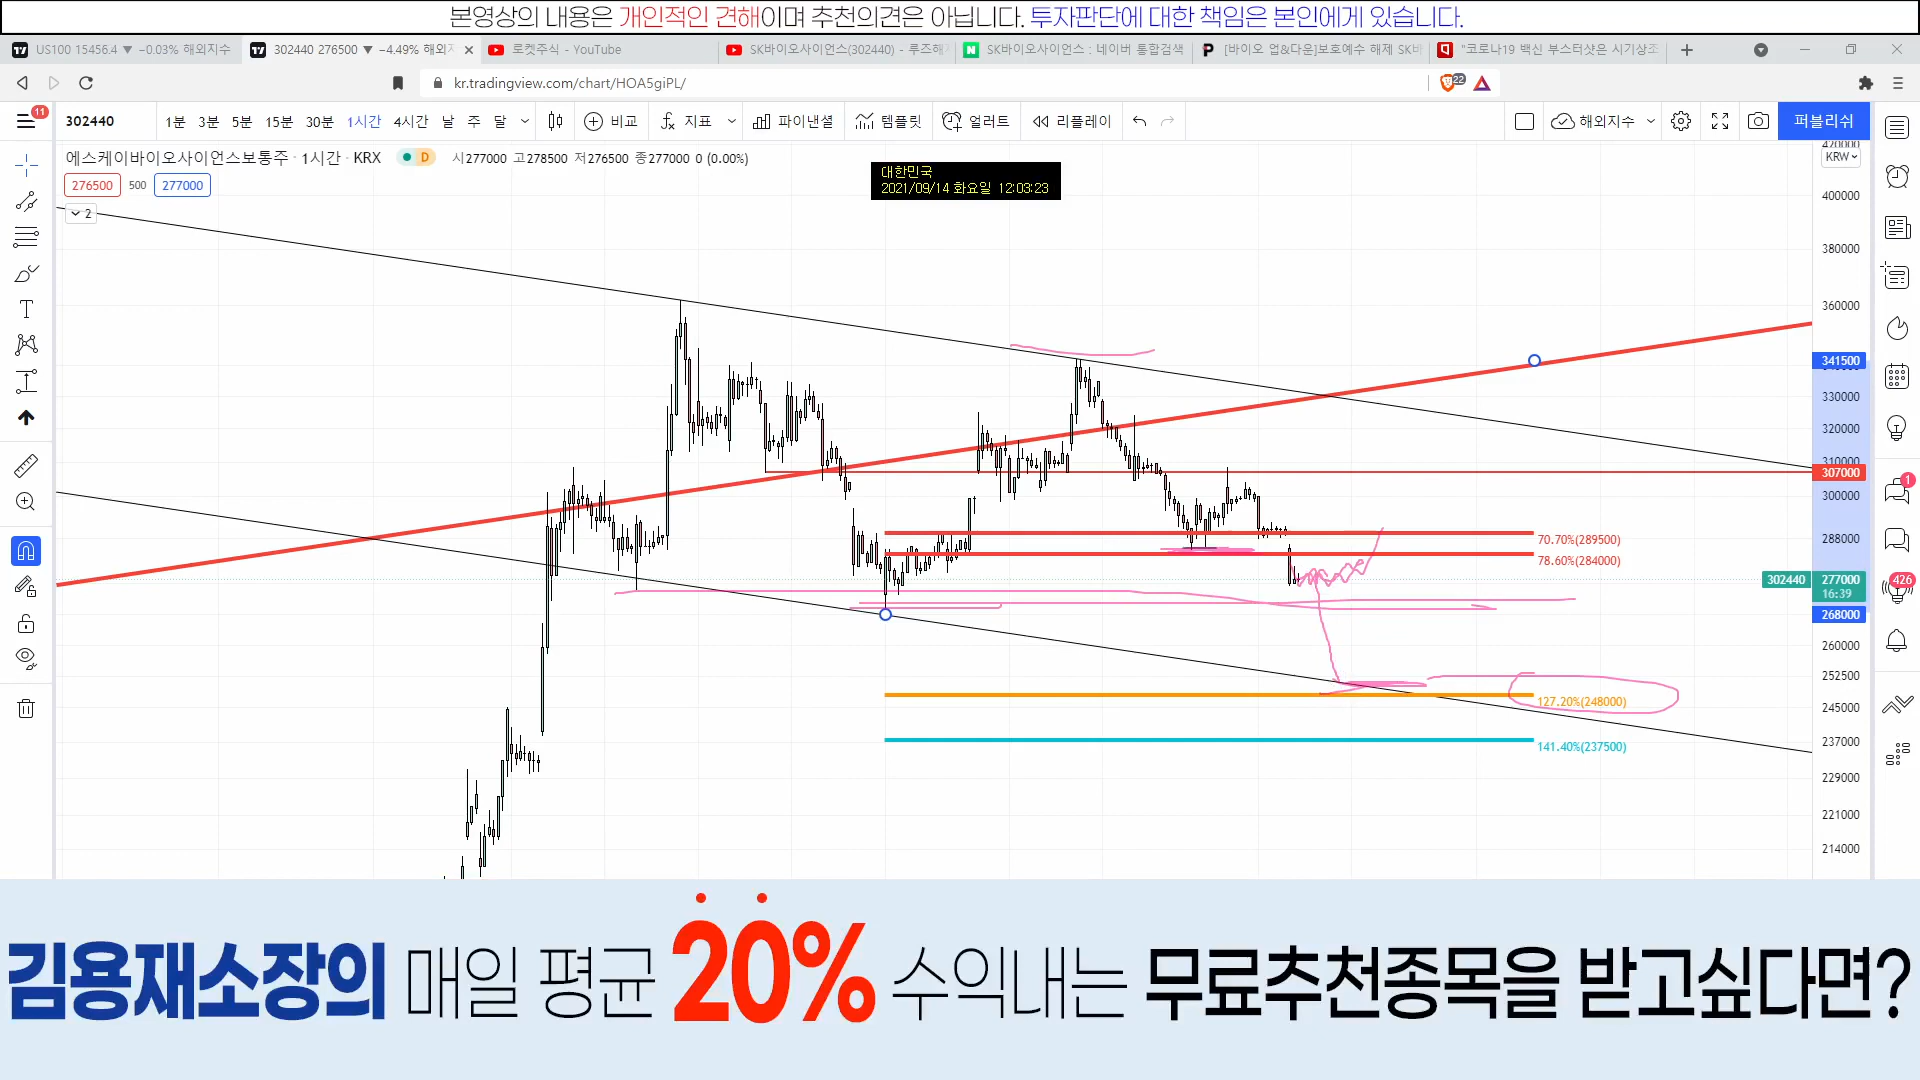 본영상의 내용은 개인적인 견해이며 추천의견은 아닙니다. 투자판단에 대한 책임은 본인에게 있습니다.
US100 15456.4 ▼ −0.03% 해외지수
302440 276500 ▼ −4.49% 해외지
로켓주식 - YouTube
SK바이오사이언스(302440) - 루즈해
SK바이오사이언스 : 네이버 통합검색
[바이오 업&다운]보호예수 해제 SK바
"코로나19 백신 부스터샷은 시기상조
kr.tradingview.com/chart/HOA5giPL/
22
11
302440
1분 3분 5분 15분 30분 1시간 4시간 날 주 달
비교
지표
파이낸셜
템플릿
얼러트
리플레이
해외지수
퍼블리쉬
에스케이바이오사이언스보통주 · 1시간 · KRX
D
시277000 고278500 저276500 종277000 0 (0.00%)
276500 500 277000
2
대한민국
2021/09/14 화요일 12:03:23
420000
KRW
400000
380000
360000
341500
330000
320000
310000
307000
300000
288000
302440 277000
16:39
268000
260000
252500
245000
237000
229000
221000
214000
70.70%(289500)
78.60%(284000)
127.20%(248000)
141.40%(237500)
1
426
김용재소장의 매일 평균 20% 수익내는 무료추천종목을 받고싶다면?